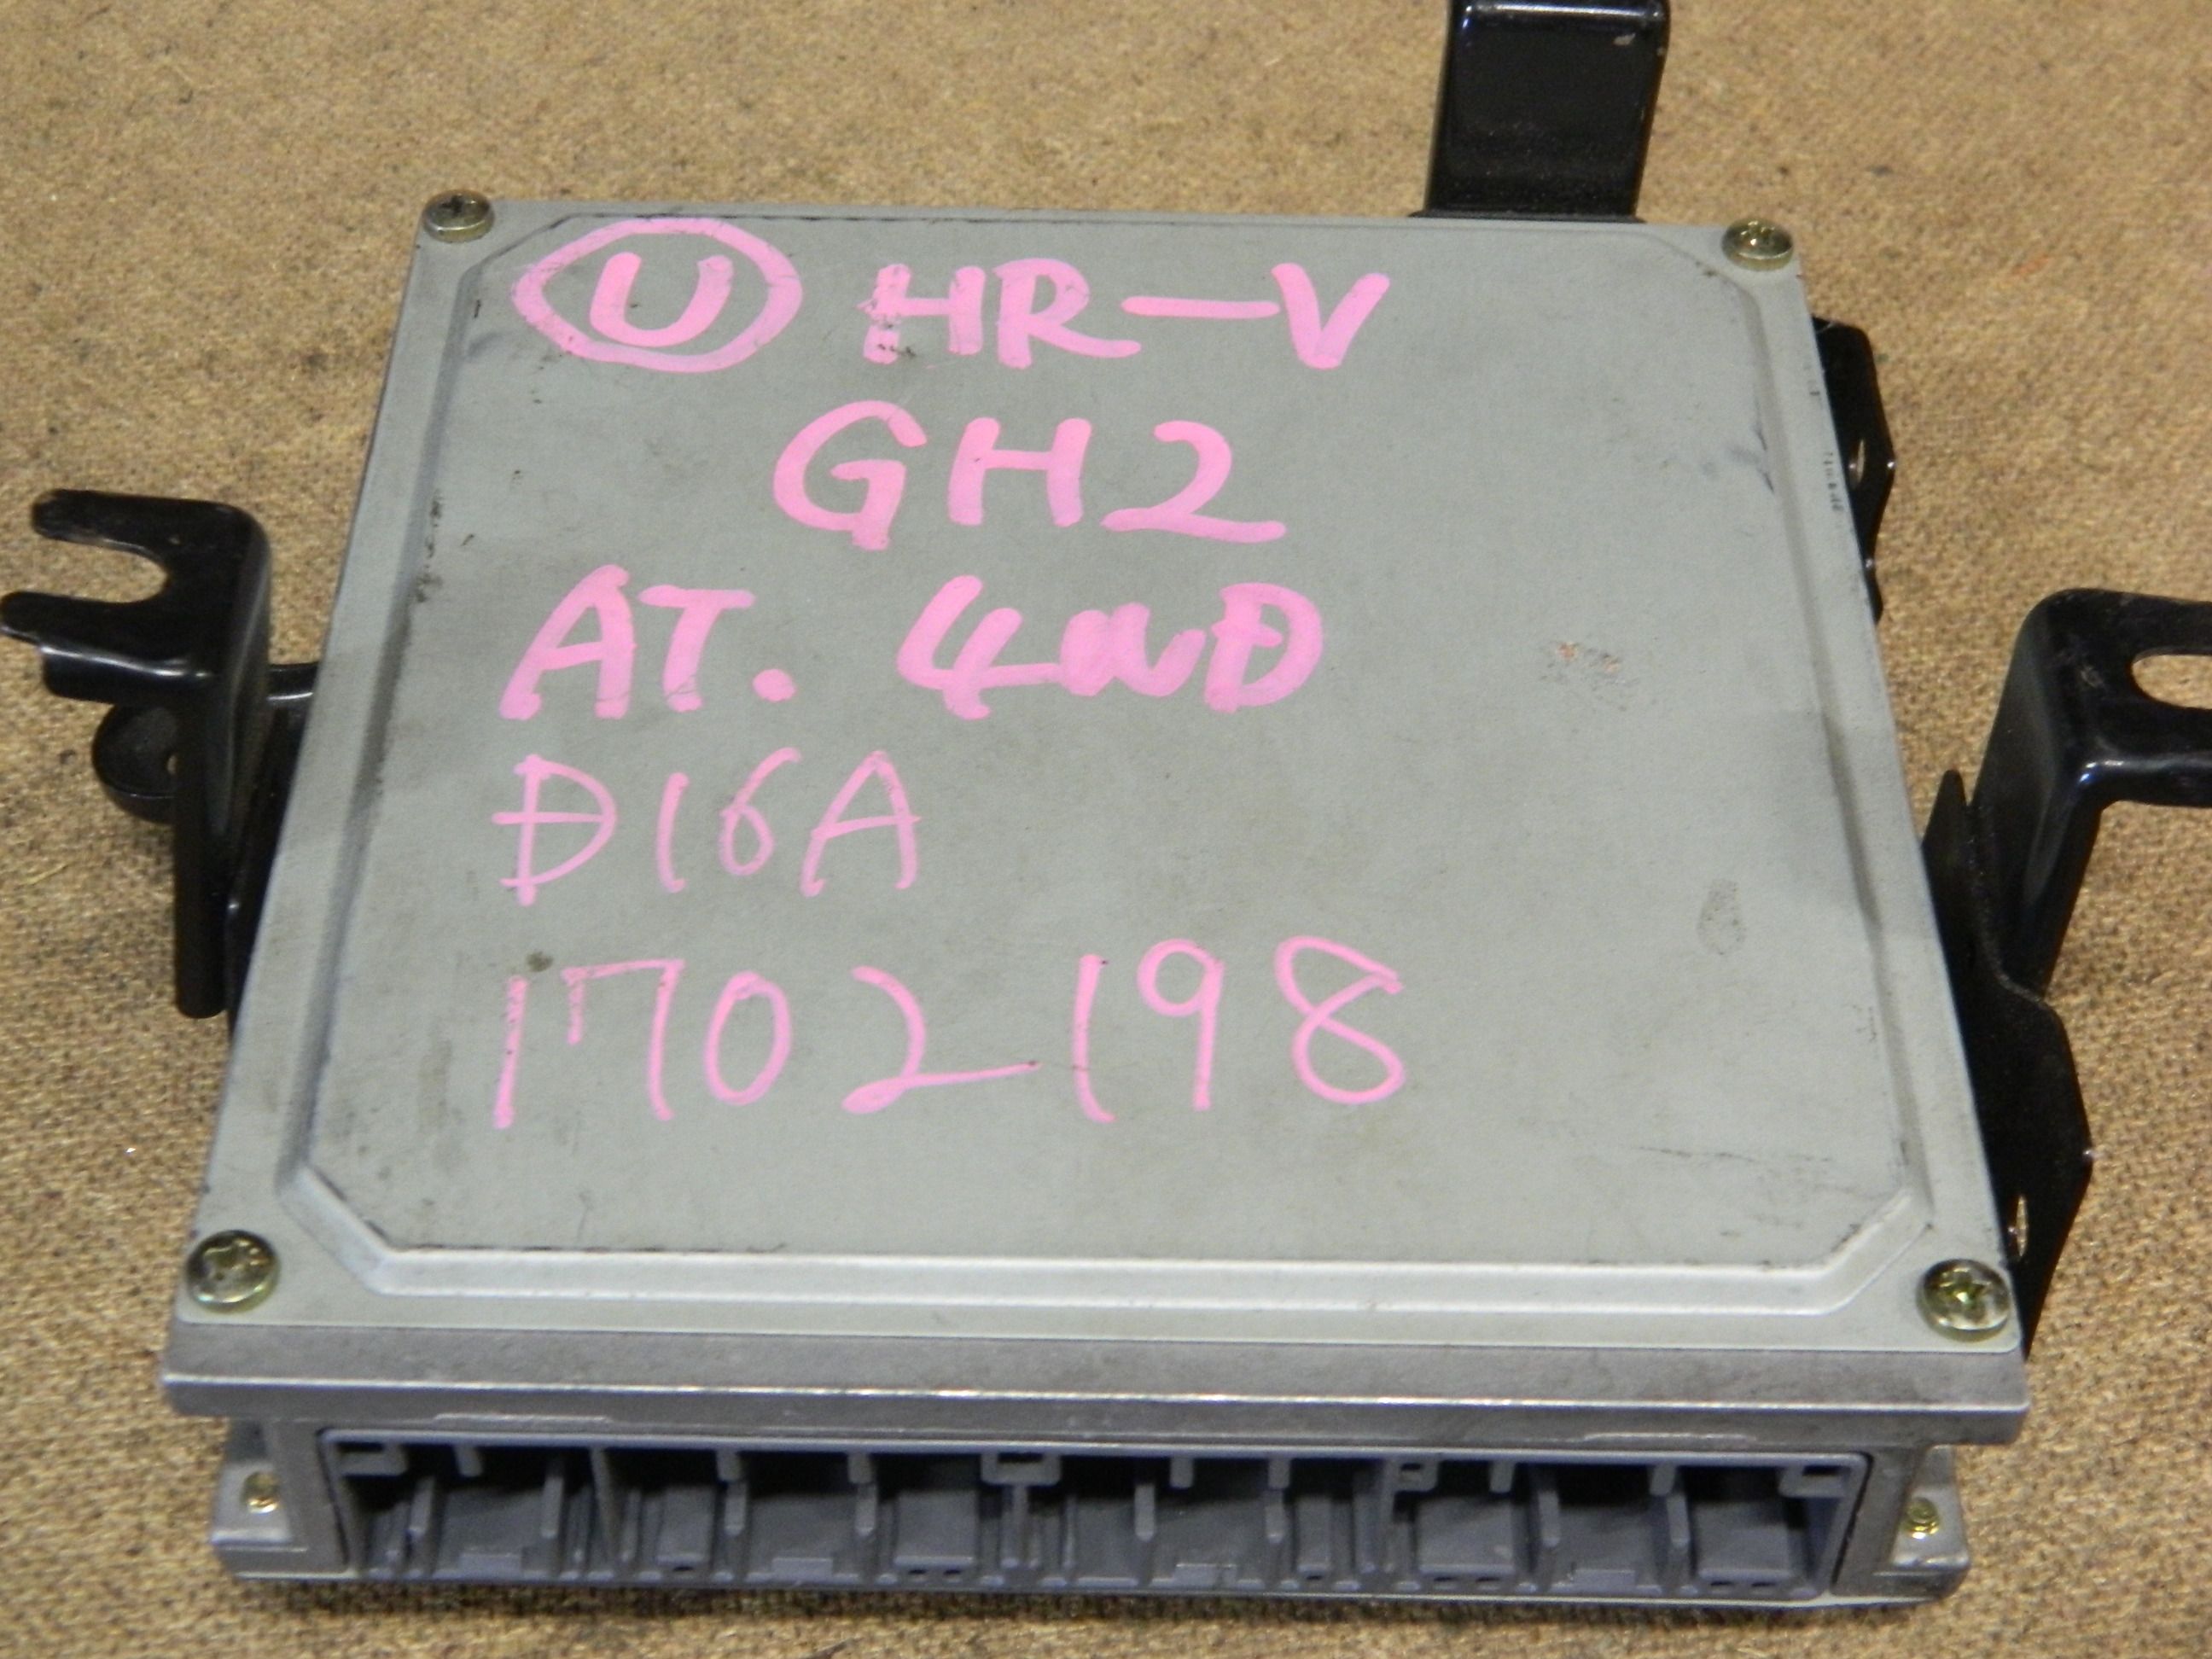 U HR-V
GH2
AT. 4WD
D16A
1702198